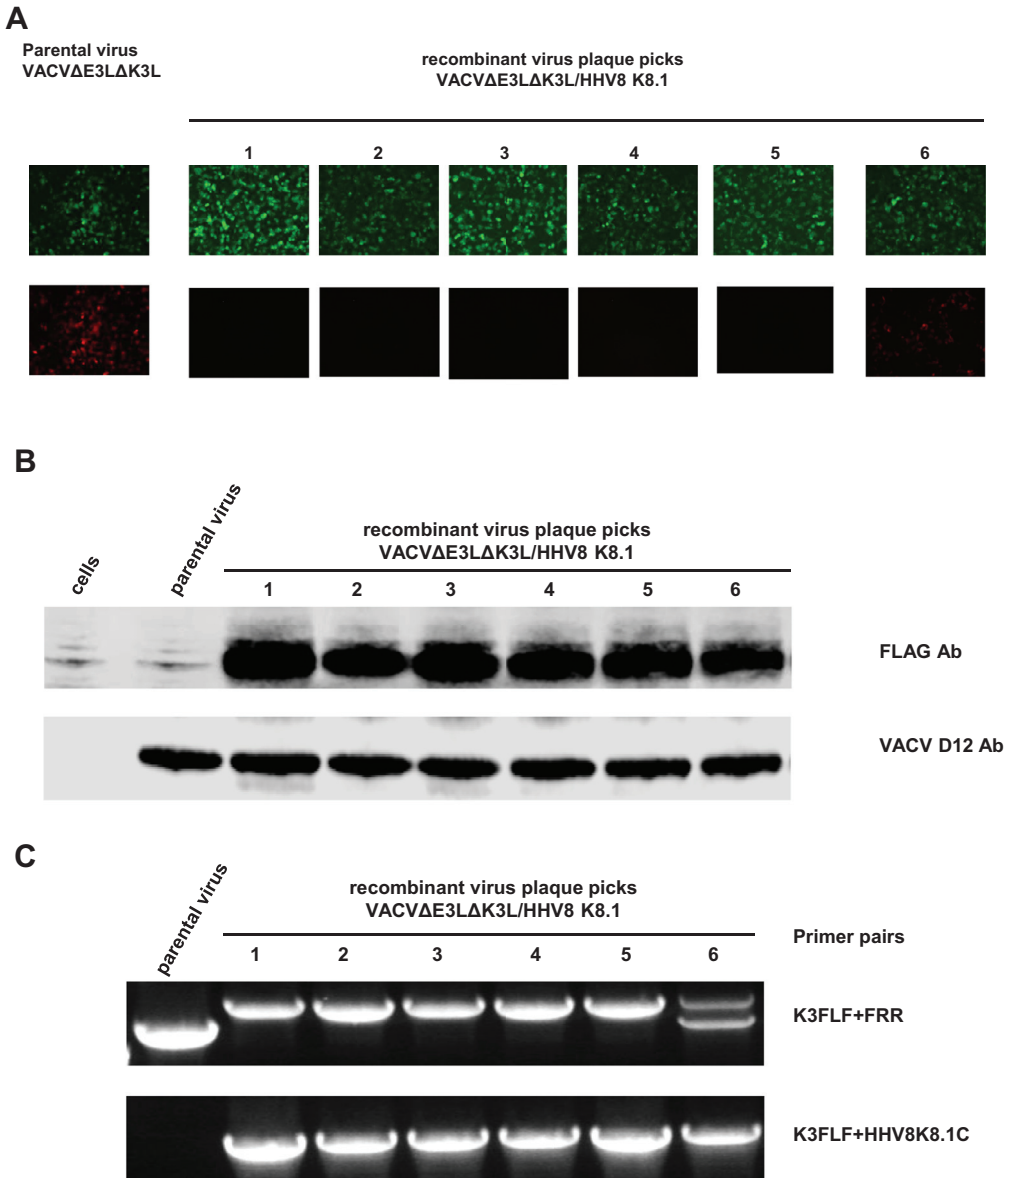 A
Parental virus
VACVΔE3LΔK3L
recombinant virus plaque picks
VACVΔE3LΔK3L/HHV8 K8.1
1 2 3 4 5 6
B
cells
parental virus
recombinant virus plaque picks
VACVΔE3LΔK3L/HHV8 K8.1
1 2 3 4 5 6
FLAG Ab
VACV D12 Ab
C
parental virus
recombinant virus plaque picks
VACVΔE3LΔK3L/HHV8 K8.1
Primer pairs
1 2 3 4 5 6
K3FLF+FRR
K3FLF+HHV8K8.1C